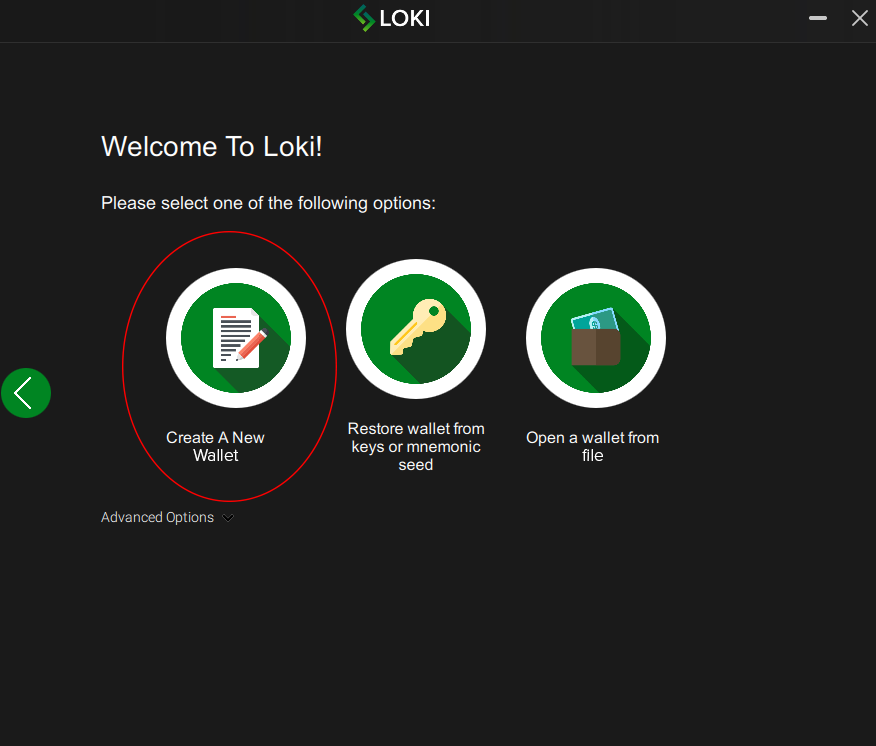 LOKI
Welcome To Loki!
Please select one of the following options:
Create A New
Wallet
Restore wallet from
keys or mnemonic
seed
Open a wallet from
file
Advanced Options